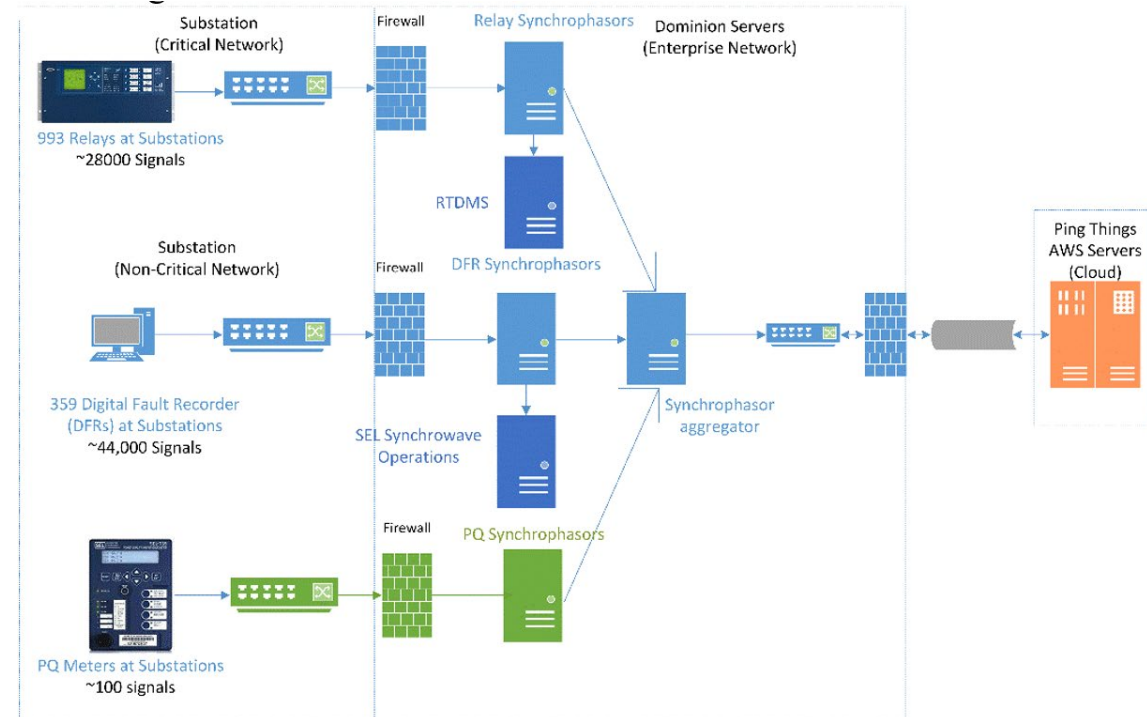 Substation
(Critical Network)
Firewall
Relay Synchrophasors
Dominion Servers
(Enterprise Network)
993 Relays at Substations
~28000 Signals
RTDMS
Substation
(Non-Critical Network)
Firewall
DFR Synchrophasors
Ping Things
AWS Servers
(Cloud)
359 Digital Fault Recorder
(DFRs) at Substations
~44,000 Signals
SEL Synchrowave
Operations
Synchrophasor
aggregator
Firewall
PQ Synchrophasors
PQ Meters at Substations
~100 signals